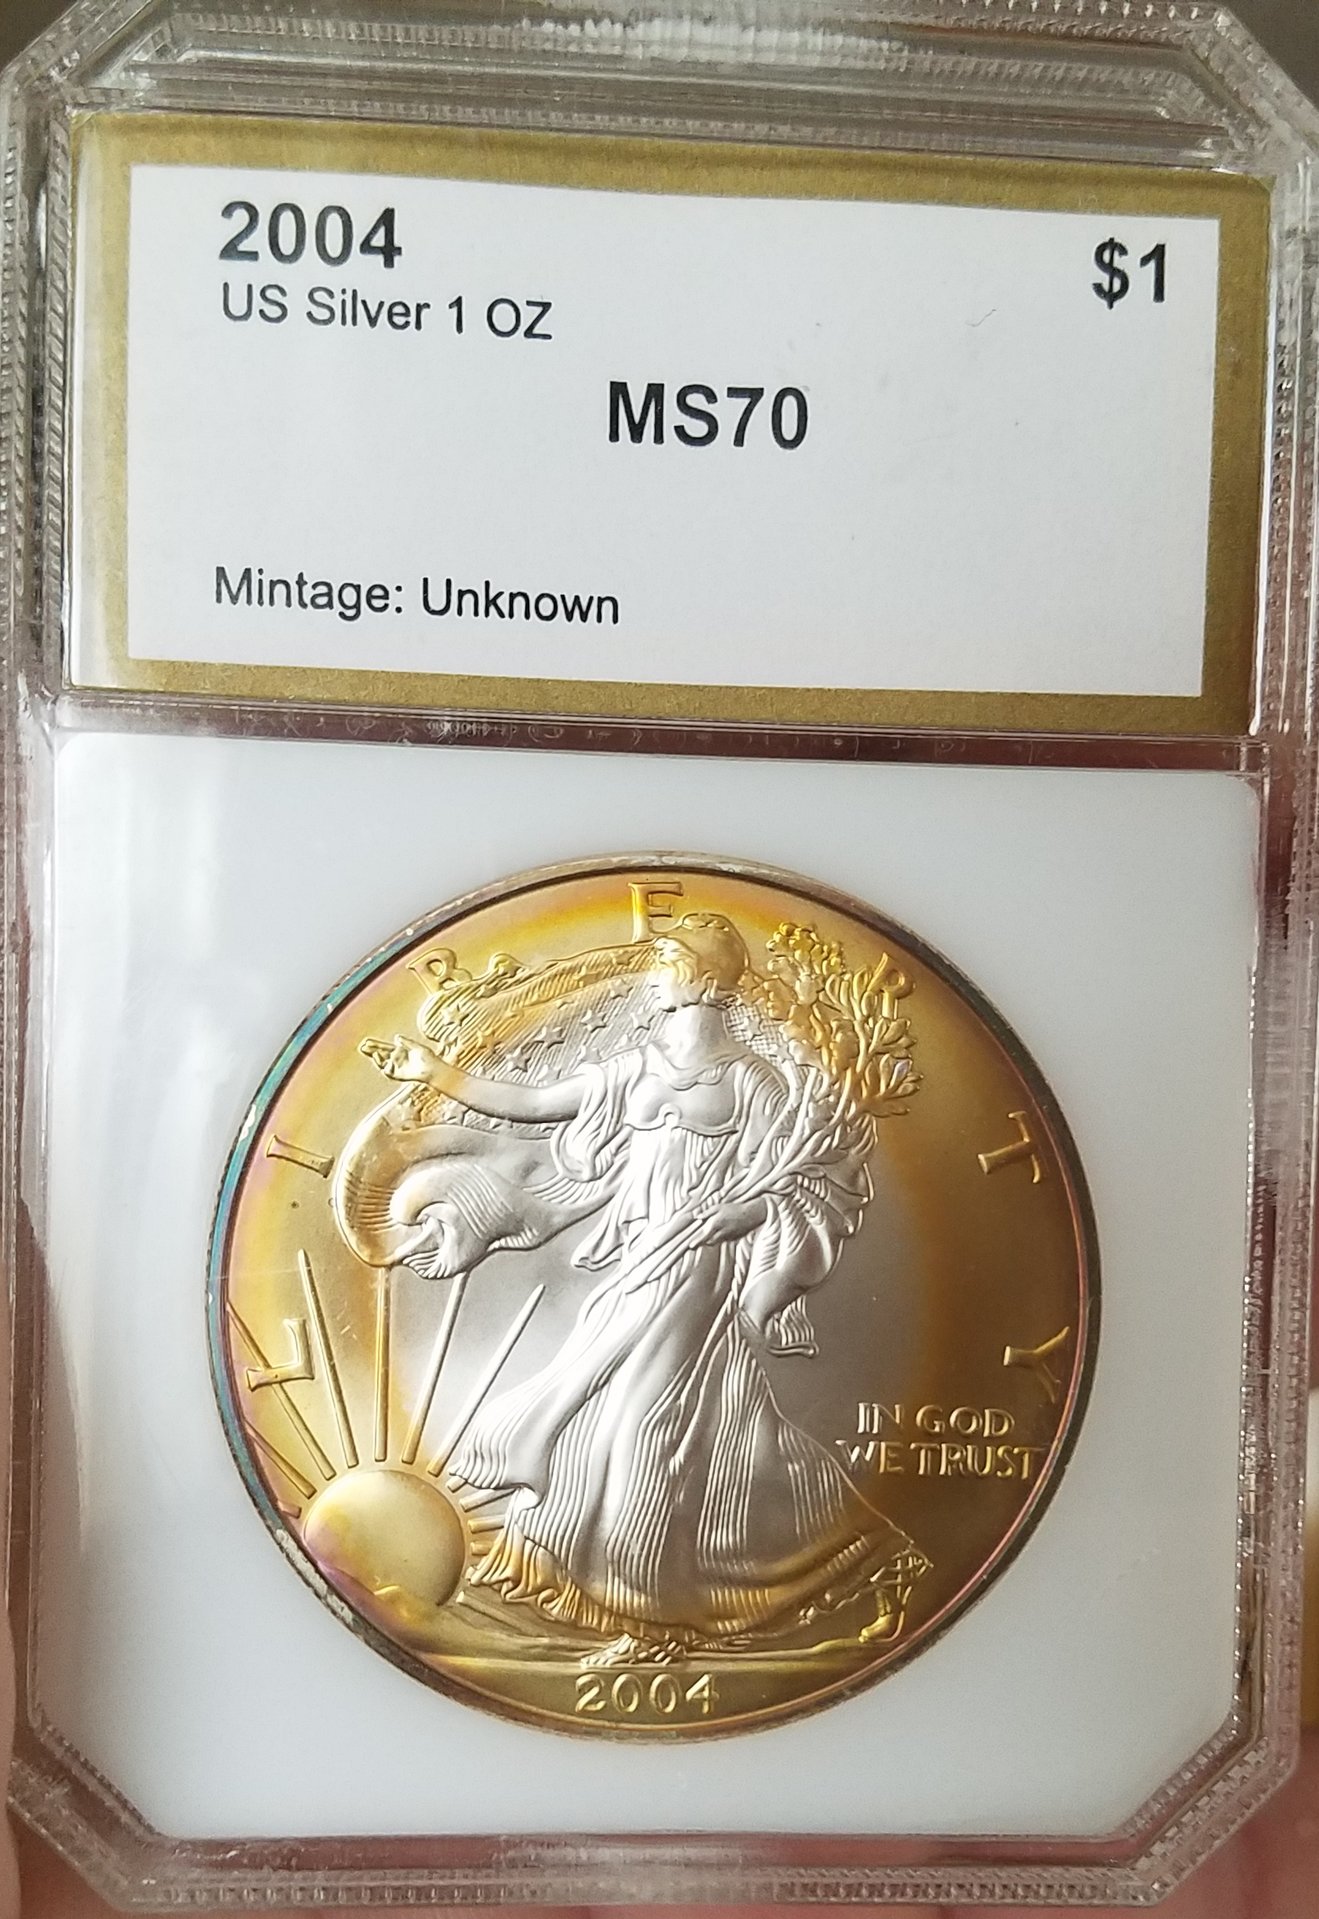 2004
$1
US Silver 1 OZ
MS70
Mintage: Unknown
LIBERTY
IN GOD
WE TRUST
2004